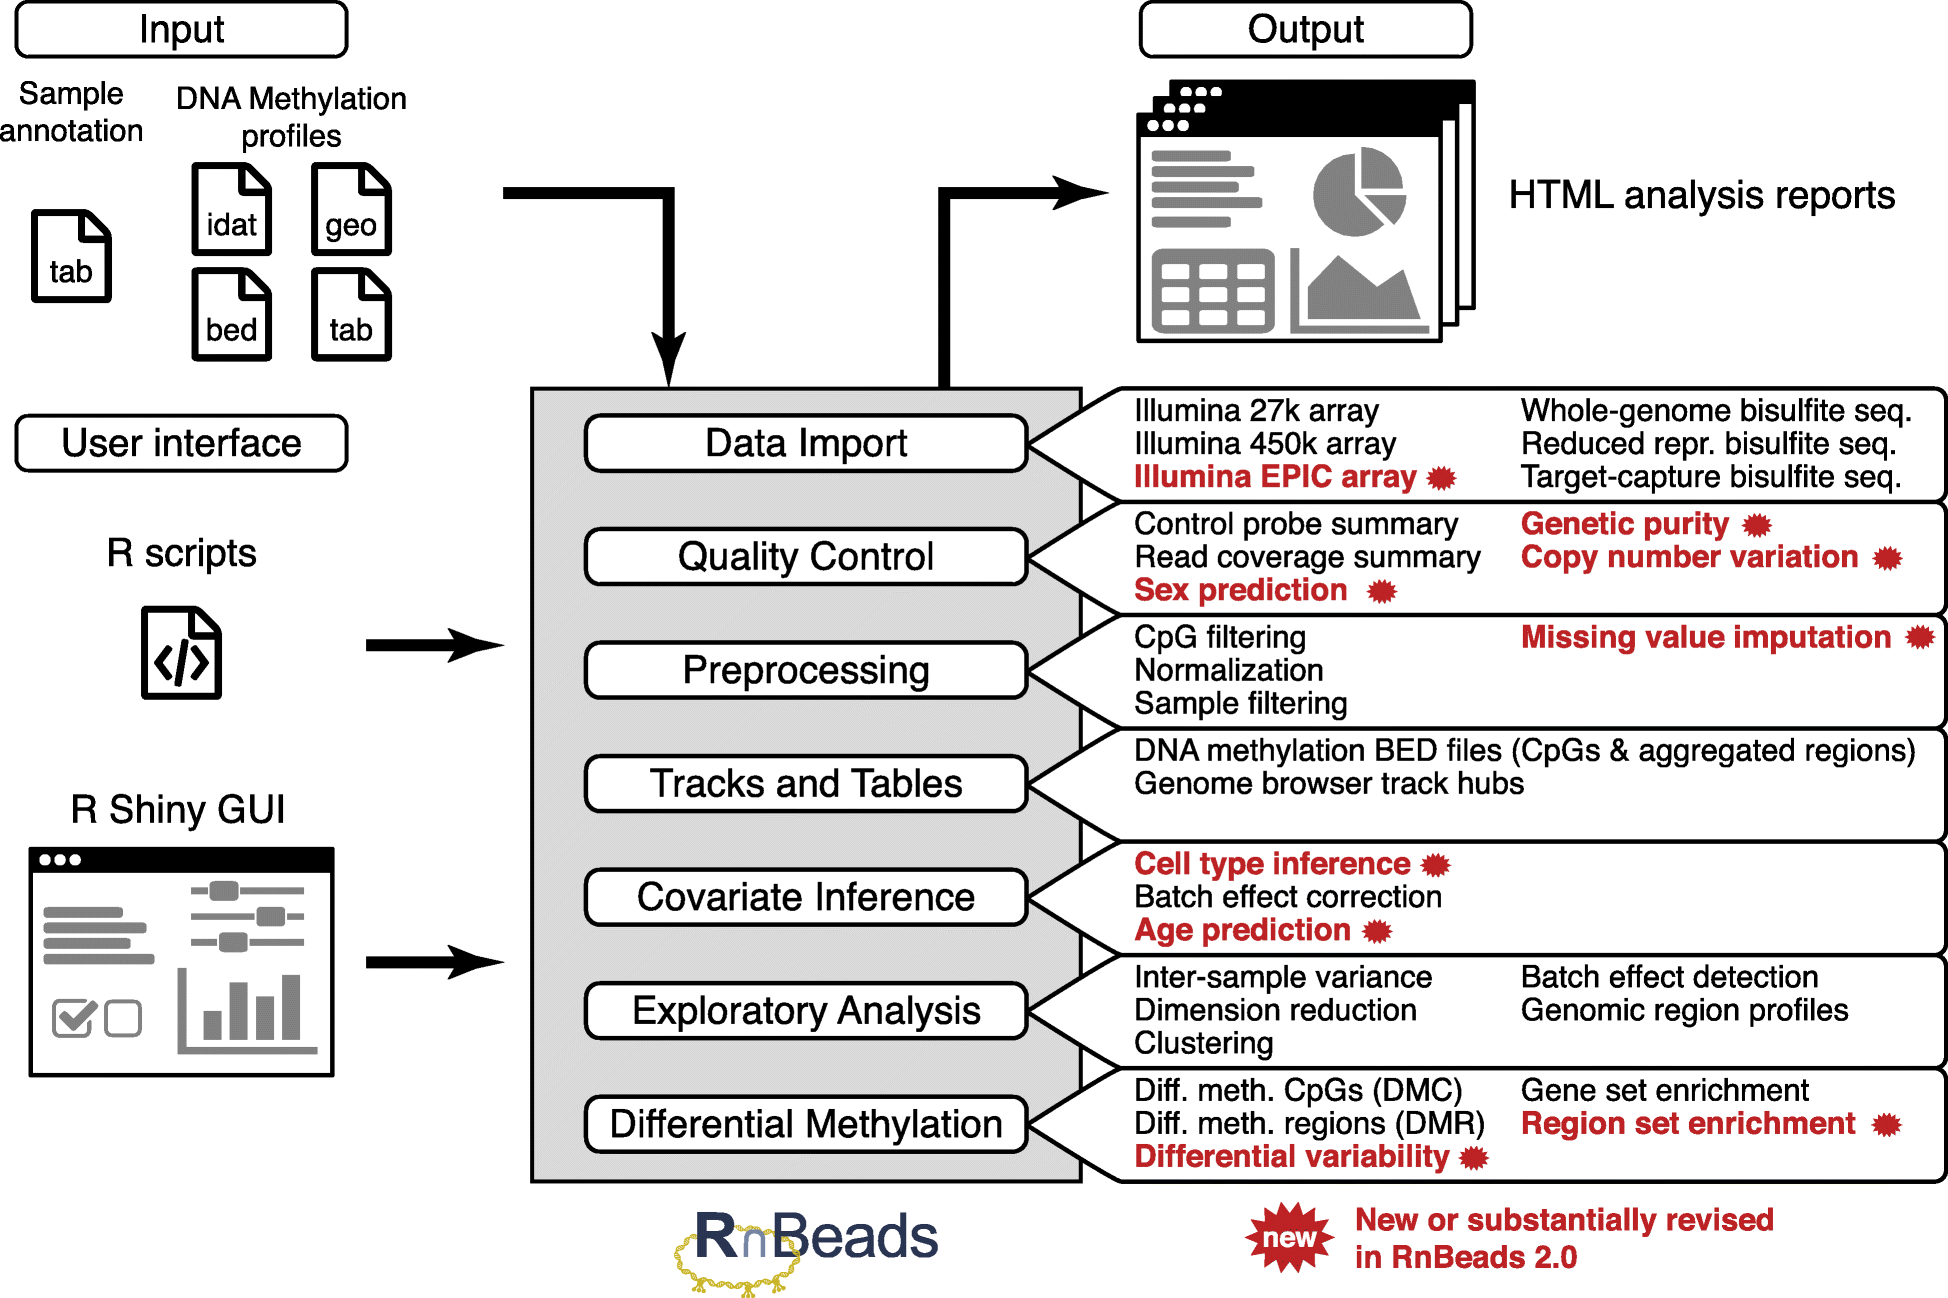 Input
Sample
annotation
DNA Methylation
profiles
tab
idat
geo
bed
tab
User interface
R scripts
</>
R Shiny GUI
Output
HTML analysis reports
Data Import
Illumina 27k array
Illumina 450k array
Illumina EPIC array
Whole-genome bisulfite seq.
Reduced repr. bisulfite seq.
Target-capture bisulfite seq.
Quality Control
Control probe summary
Read coverage summary
Sex prediction
Genetic purity
Copy number variation
Preprocessing
CpG filtering
Normalization
Sample filtering
Missing value imputation
Tracks and Tables
DNA methylation BED files (CpGs & aggregated regions)
Genome browser track hubs
Covariate Inference
Cell type inference
Batch effect correction
Age prediction
Exploratory Analysis
Inter-sample variance
Dimension reduction
Clustering
Batch effect detection
Genomic region profiles
Differential Methylation
Diff. meth. CpGs (DMC)
Diff. meth. regions (DMR)
Differential variability
Gene set enrichment
Region set enrichment
RnBeads
new
New or substantially revised
in RnBeads 2.0